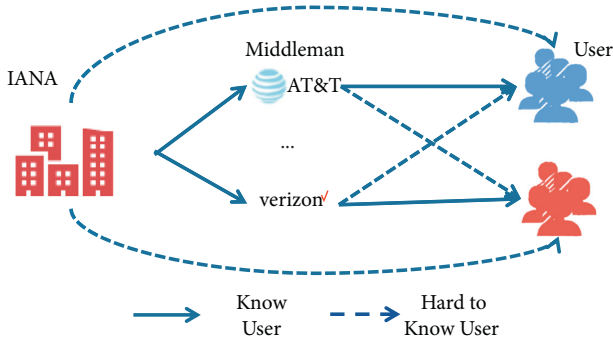 Middleman
User
IANA
AT&T
...
verizon
Know
User
Hard to
Know User